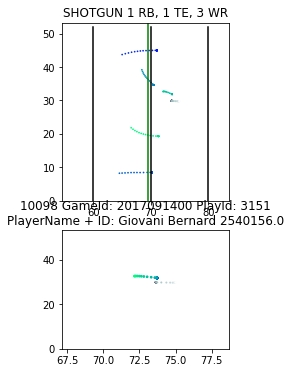 SHOTGUN 1 RB, 1 TE, 3 WR
50
40
30
20
10
0
60 70 80
10098 GameId: 2017091400 PlayId: 3151
PlayerName + ID: Giovani Bernard 2540156.0
40
20
0
67.5 70.0 72.5 75.0 77.5